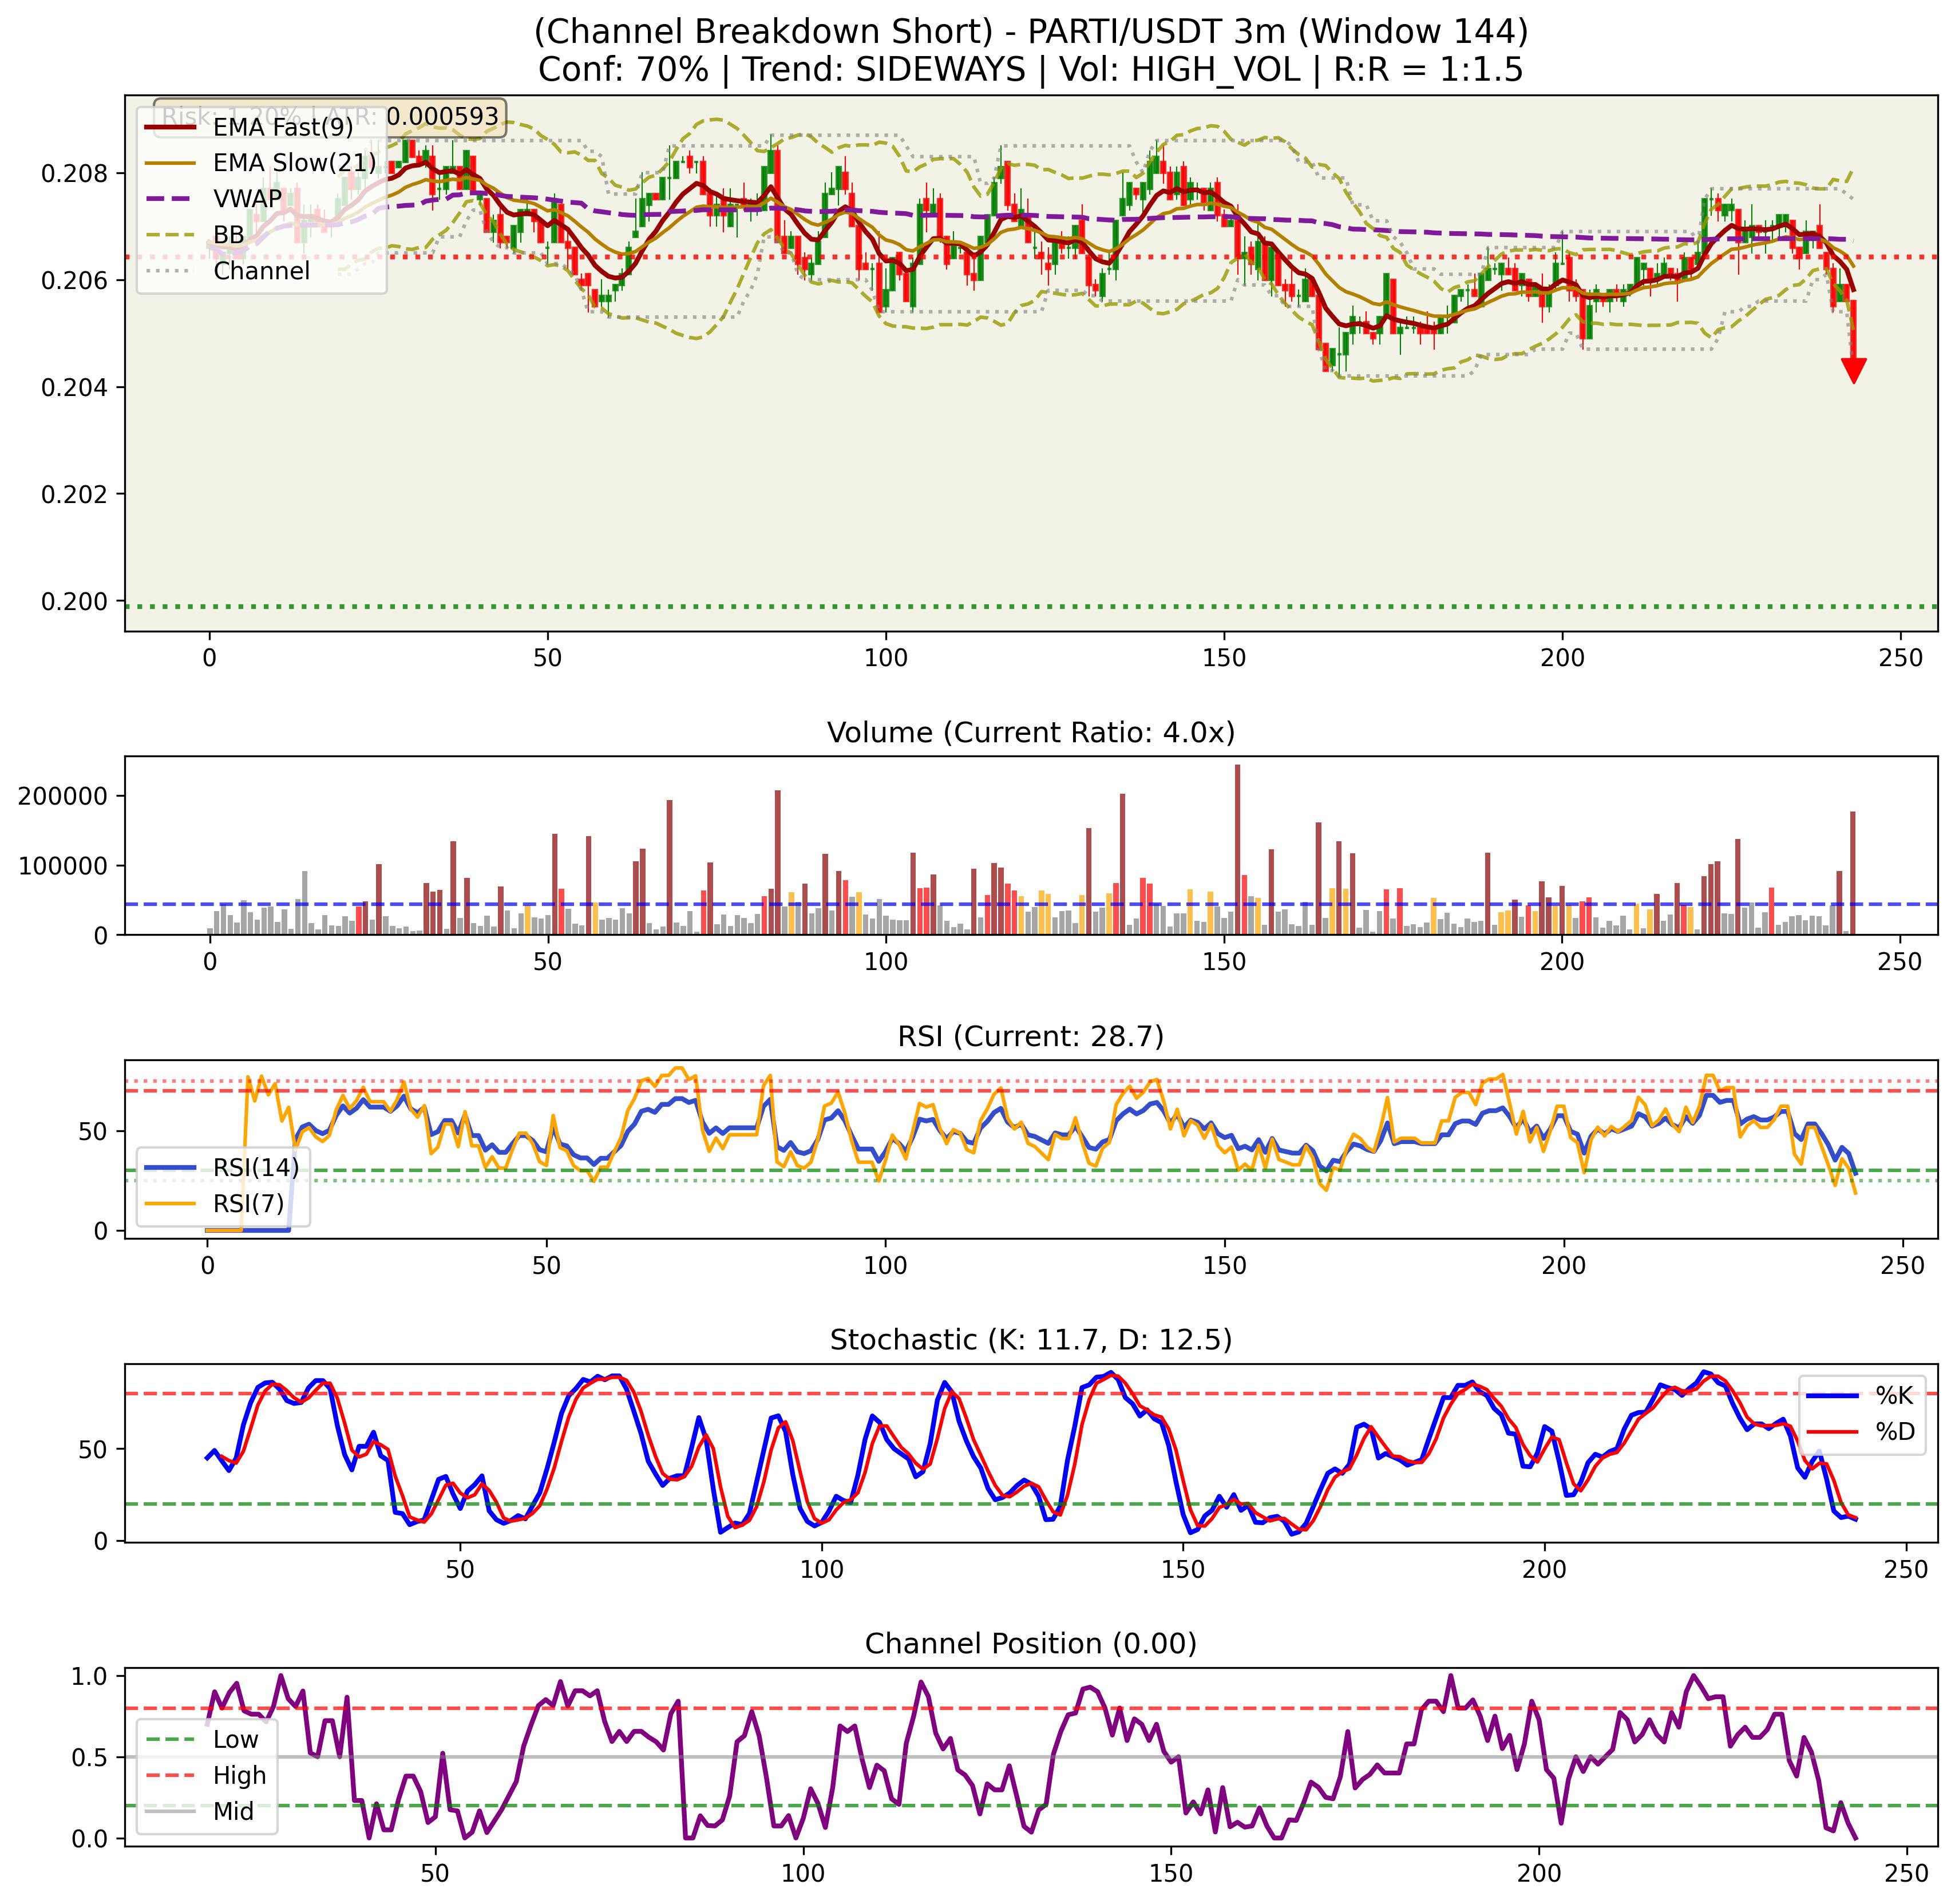 (Channel Breakdown Short) - PARTI/USDT 3m (Window 144)
Conf: 70% | Trend: SIDEWAYS | Vol: HIGH_VOL | R:R = 1:1.5
Risk: 1.20% | ATR: 0.000593
EMA Fast(9)
EMA Slow(21)
VWAP
BB
Channel
0.208
0.206
0.204
0.202
0.200
0 50 100 150 200 250
Volume (Current Ratio: 4.0x)
200000
100000
0
0 50 100 150 200 250
RSI (Current: 28.7)
50
0
RSI(14)
RSI(7)
0 50 100 150 200 250
Stochastic (K: 11.7, D: 12.5)
%K
%D
50
0
50 100 150 200 250
Channel Position (0.00)
1.0
0.5
0.0
Low
High
Mid
50 100 150 200 250